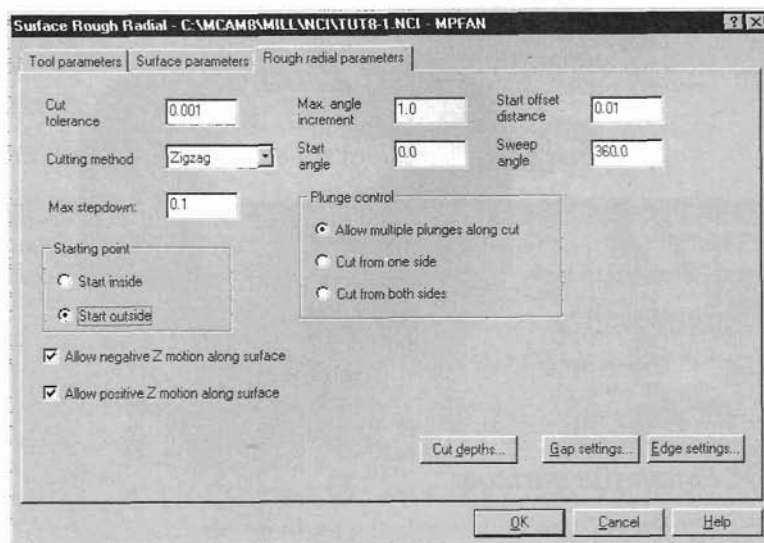 Surface Rough Radial - C:\MCAM8\MILL\NCI\TUT8-1.NCI - MPFAN
Tool parameters
Surface parameters
Rough radial parameters
Cut tolerance
0.001
Max. angle increment
1.0
Start offset distance
0.01
Cutting method
Zigzag
Start angle
0.0
Sweep angle
360.0
Max stepdown:
0.1
Plunge control
Allow multiple plunges along cut
Cut from one side
Cut from both sides
Starting point
Start inside
Start outside
Allow negative Z motion along surface
Allow positive Z motion along surface
Cut depths...
Gap settings...
Edge settings...
OK
Cancel
Help